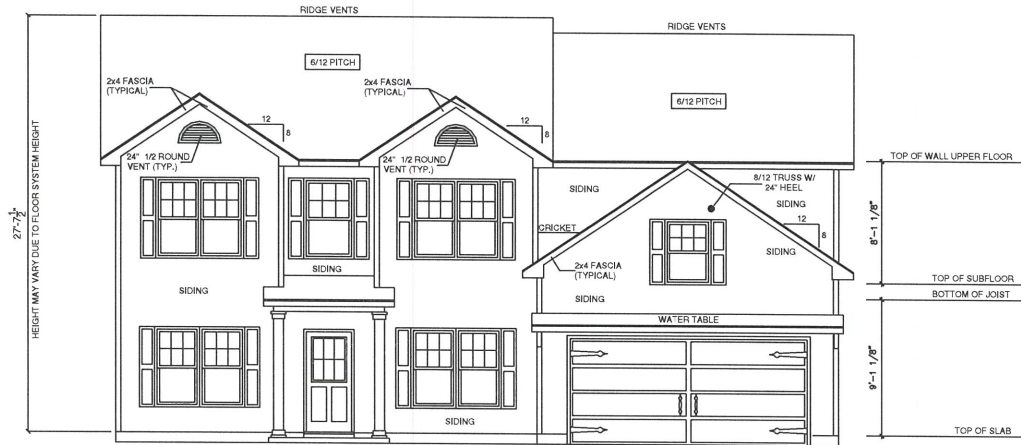 RIDGE VENTS
RIDGE VENTS
6/12 PITCH
2x4 FASCIA
(TYPICAL)
2x4 FASCIA
(TYPICAL)
6/12 PITCH
12
8
12
8
24" 1/2 ROUND
VENT (TYP.)
24" 1/2 ROUND
VENT (TYP.)
TOP OF WALL UPPER FLOOR
8/12 TRUSS W/
24" HEEL
SIDING
SIDING
12
8
CRICKET
SIDING
8'-1 1/8"
27'-7 1/2"
HEIGHT MAY VARY DUE TO FLOOR SYSTEM HEIGHT
SIDING
2x4 FASCIA
(TYPICAL)
TOP OF SUBFLOOR
SIDING
SIDING
BOTTOM OF JOIST
WATER TABLE
9'-1 1/8"
SIDING
TOP OF SLAB